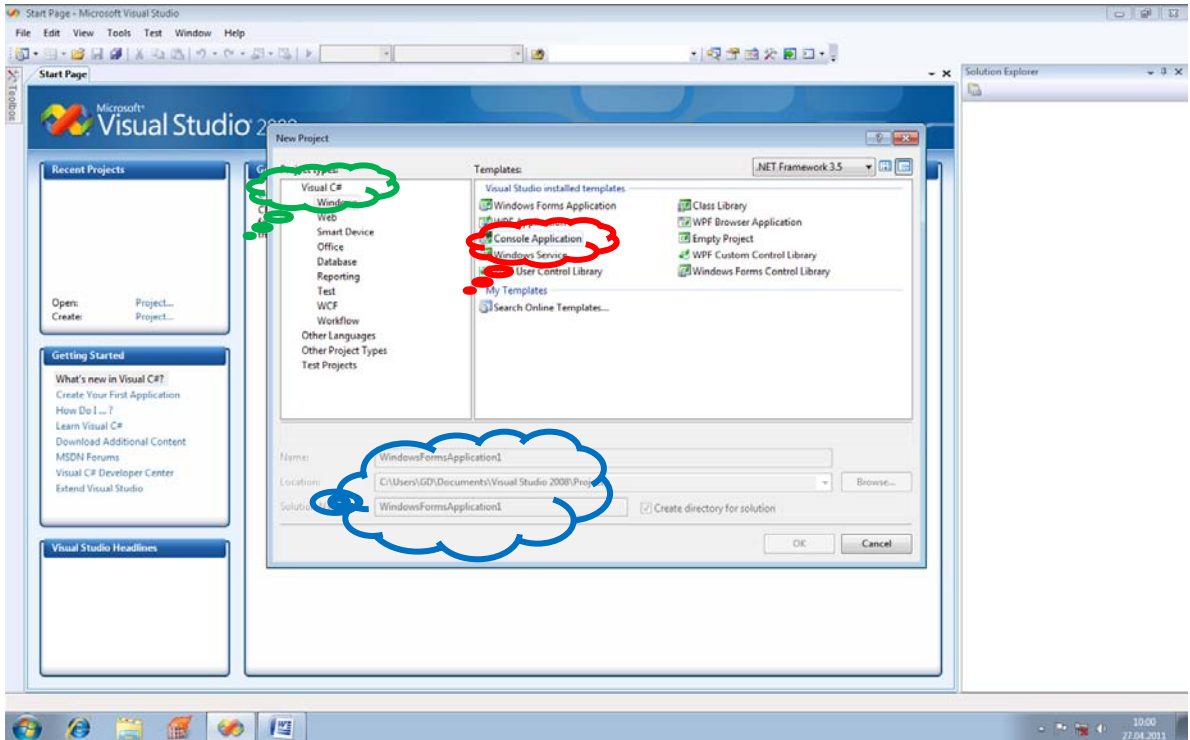 Start Page - Microsoft Visual Studio
File Edit View Tools Test Window Help
Toolbox
Start Page
Solution Explorer
Microsoft
Visual Studio
Recent Projects
Open: Project...
Create: Project...
Getting Started
What's new in Visual C#?
Create Your First Application
How Do I ... ?
Learn Visual C#
Download Additional Content
MSDN Forums
Visual C# Developer Center
Extend Visual Studio
Visual Studio Headlines
New Project
types:
Visual C#
Windows
Web
Smart Device
Office
Database
Reporting
Test
WCF
Workflow
Other Languages
Other Project Types
Test Projects
Templates: .NET Framework 3.5
Visual Studio installed templates
Windows Forms Application Class Library
WPF Application WPF Browser Application
Console Application Empty Project
Windows Service WPF Custom Control Library
User Control Library Windows Forms Control Library
My Templates
Search Online Templates...
Name: WindowsFormsApplication1
Location: C:\Users\GD\Documents\Visual Studio 2008\Proj Browse...
WindowsFormsApplication1 Create directory for solution
OK Cancel
10:00
27.04.2011